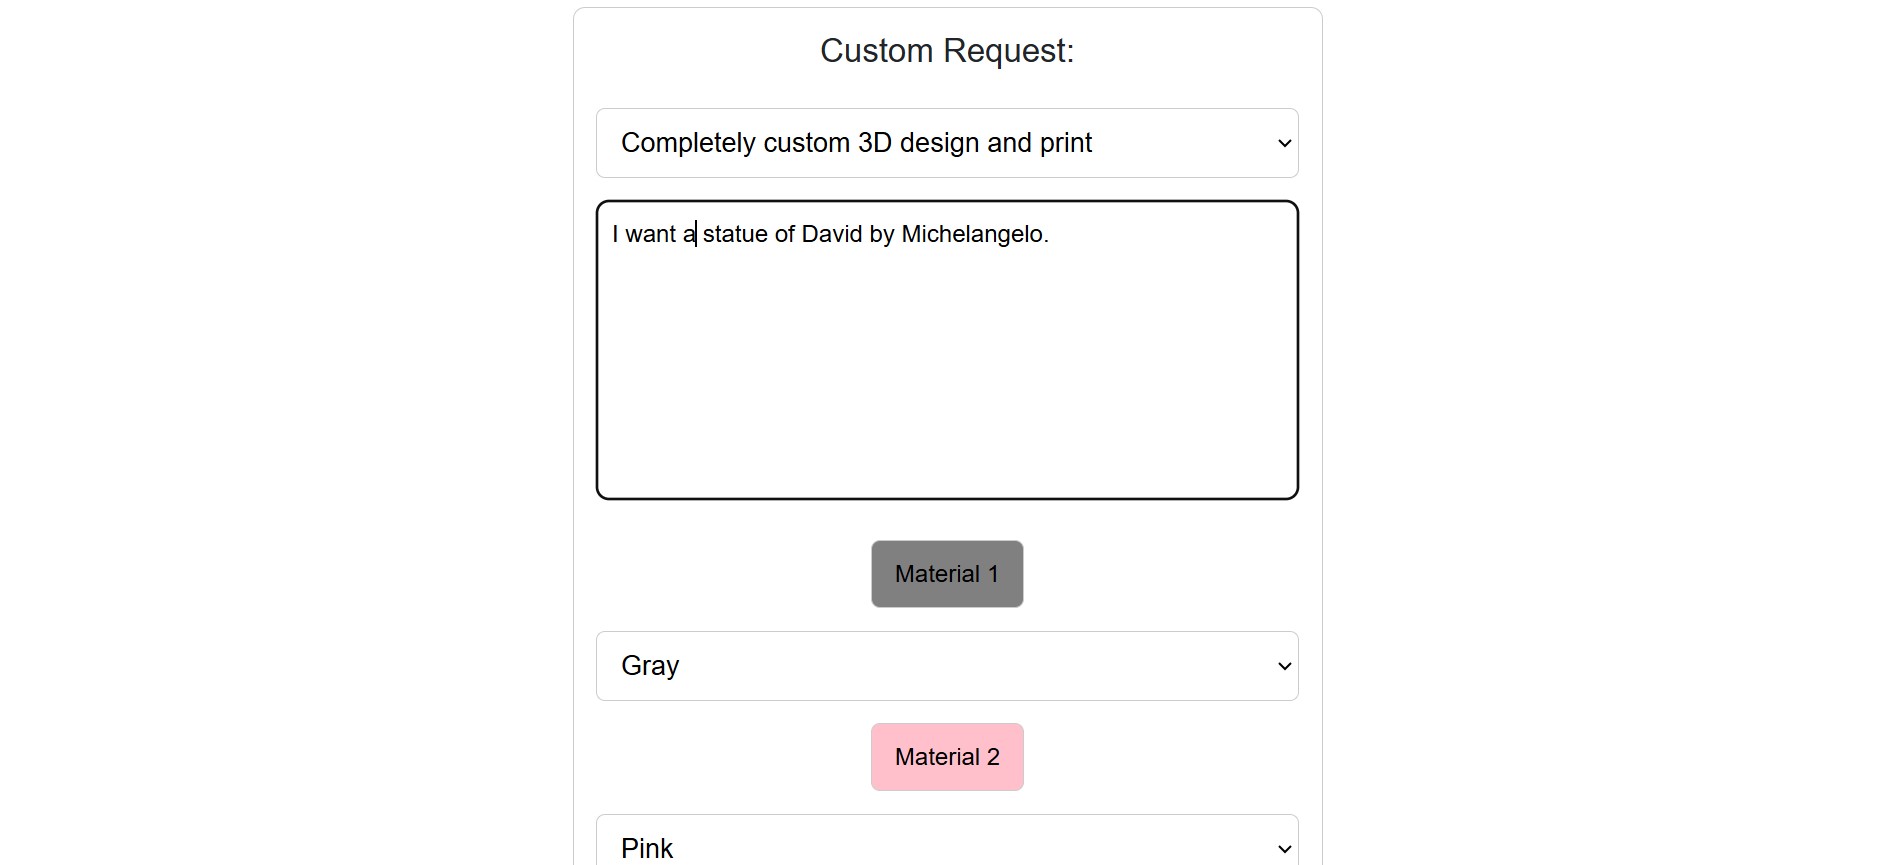 Custom Request:
Completely custom 3D design and print
I want a statue of David by Michelangelo.
Material 1
Gray
Material 2
Pink